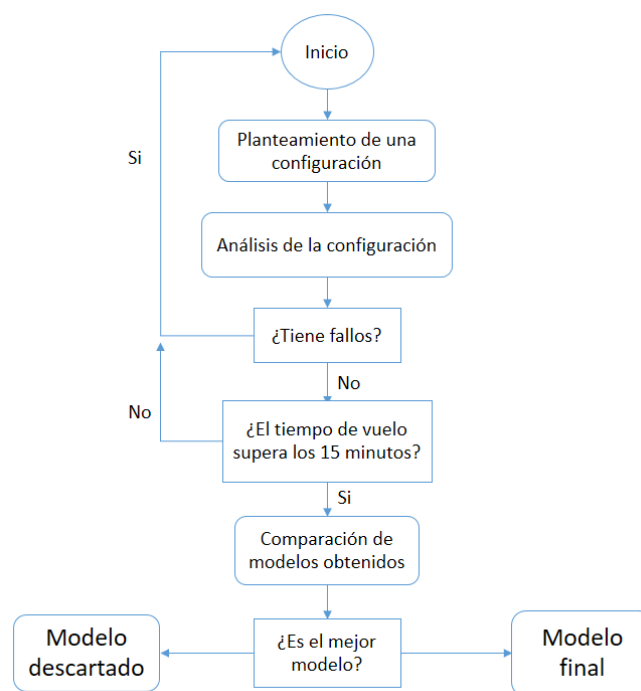 Inicio
Si
Planteamiento de una
configuración
Análisis de la configuración
¿Tiene fallos?
No
No
¿El tiempo de vuelo
supera los 15 minutos?
Si
Comparación de
modelos obtenidos
Modelo
descartado
¿Es el mejor
modelo?
Modelo
final